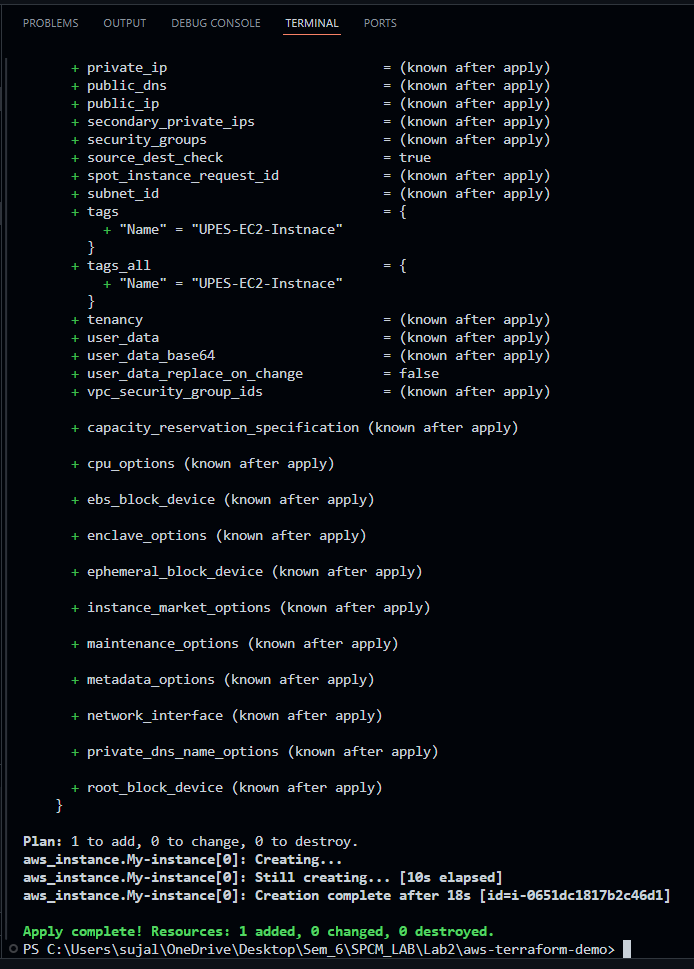 PROBLEMS OUTPUT DEBUG CONSOLE TERMINAL PORTS
+ private_ip = (known after apply)
+ public_dns = (known after apply)
+ public_ip = (known after apply)
+ secondary_private_ips = (known after apply)
+ security_groups = (known after apply)
+ source_dest_check = true
+ spot_instance_request_id = (known after apply)
+ subnet_id = (known after apply)
+ tags = {
+ "Name" = "UPES-EC2-Instnace"
}
+ tags_all = {
+ "Name" = "UPES-EC2-Instnace"
}
+ tenancy = (known after apply)
+ user_data = (known after apply)
+ user_data_base64 = (known after apply)
+ user_data_replace_on_change = false
+ vpc_security_group_ids = (known after apply)
+ capacity_reservation_specification (known after apply)
+ cpu_options (known after apply)
+ ebs_block_device (known after apply)
+ enclave_options (known after apply)
+ ephemeral_block_device (known after apply)
+ instance_market_options (known after apply)
+ maintenance_options (known after apply)
+ metadata_options (known after apply)
+ network_interface (known after apply)
+ private_dns_name_options (known after apply)
+ root_block_device (known after apply)
}
Plan: 1 to add, 0 to change, 0 to destroy.
aws_instance.My-instance[0]: Creating...
aws_instance.My-instance[0]: Still creating... [10s elapsed]
aws_instance.My-instance[0]: Creation complete after 18s [id=i-0651dc1817b2c46d1]
Apply complete! Resources: 1 added, 0 changed, 0 destroyed.
PS C:\Users\sujal\OneDrive\Desktop\Sem_6\SPCM_LAB\Lab2\aws-terraform-demo>